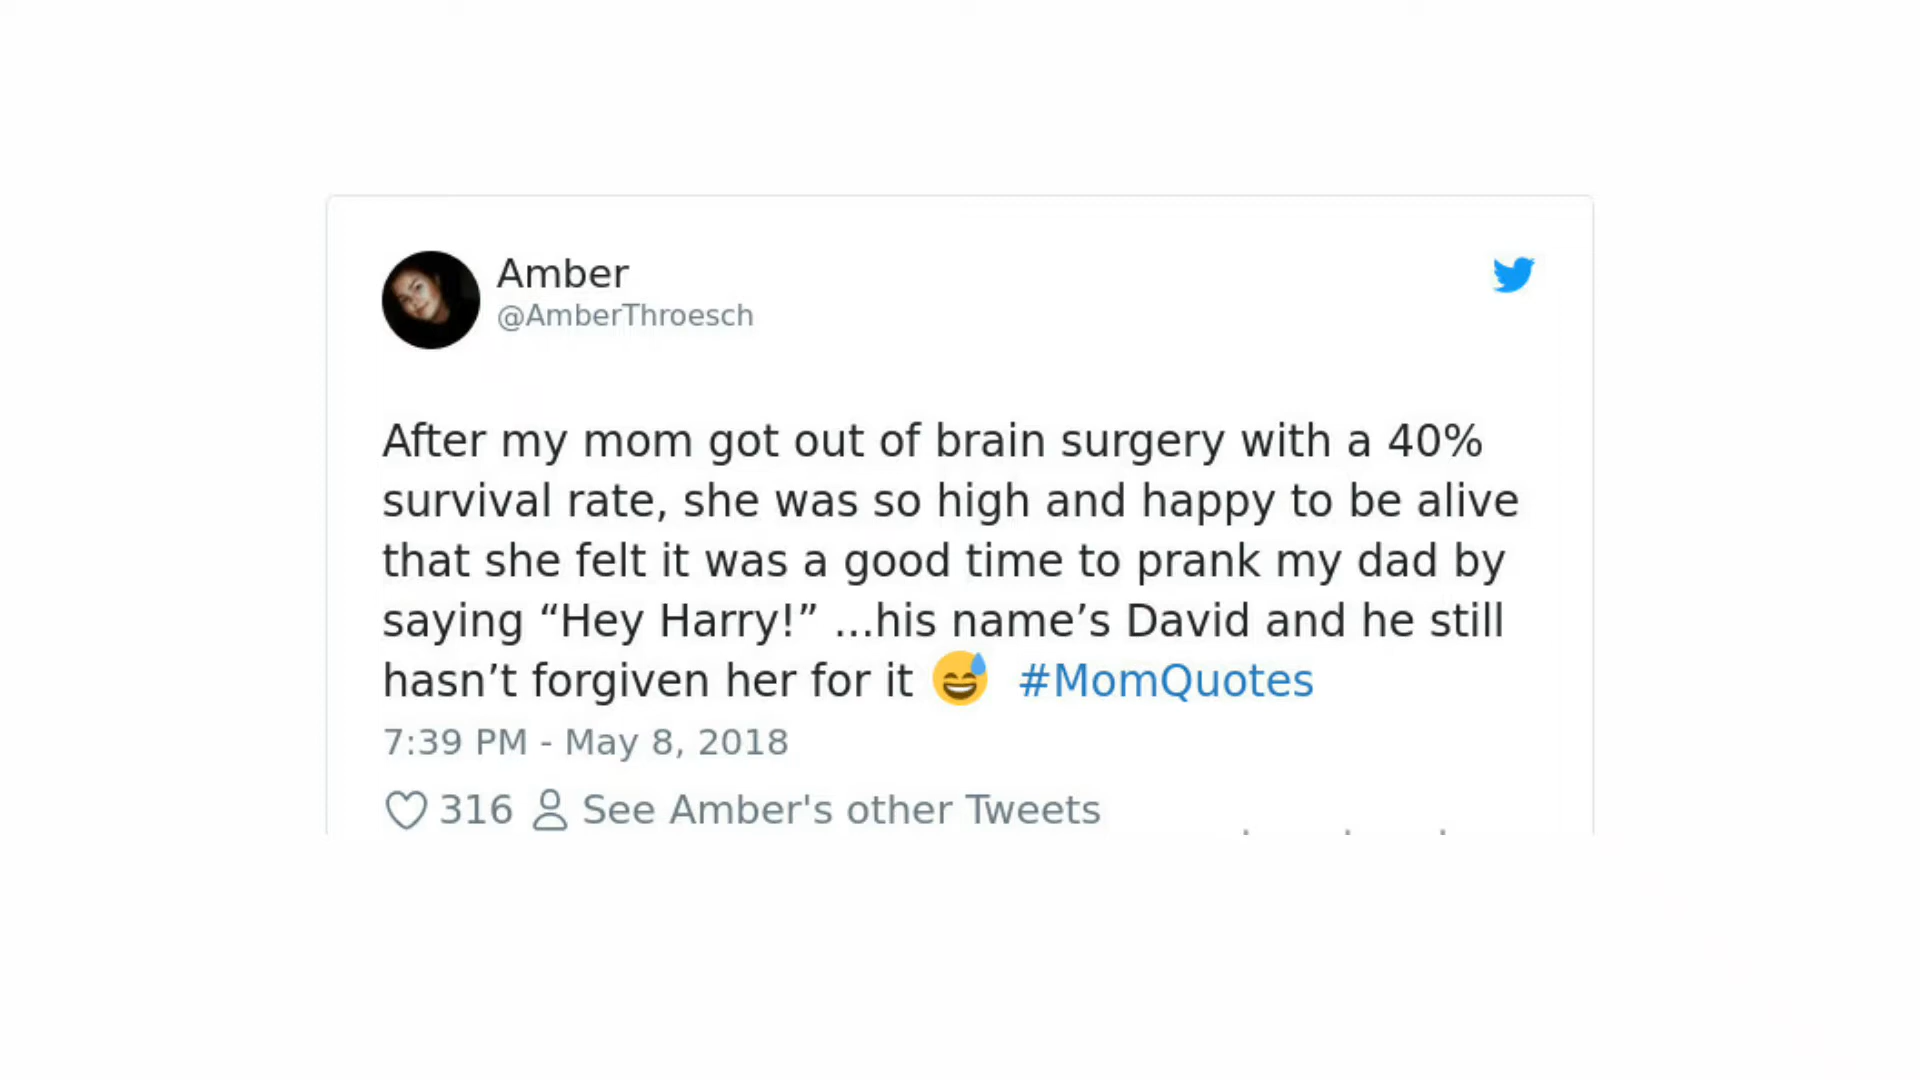 Amber
@AmberThroesch
After my mom got out of brain surgery with a 40%
survival rate, she was so high and happy to be alive
that she felt it was a good time to prank my dad by
saying “Hey Harry!” ...his name’s David and he still
hasn’t forgiven her for it 😅 #MomQuotes
7:39 PM - May 8, 2018
316 See Amber's other Tweets